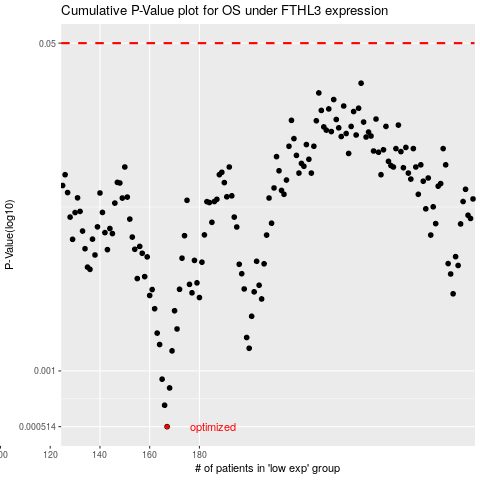 Cumulative P-Value plot for OS under FTHL3 expression
0.05
P-Value(log10)
0.001
0.000514
optimized
00 120 140 160 180
# of patients in 'low exp' group